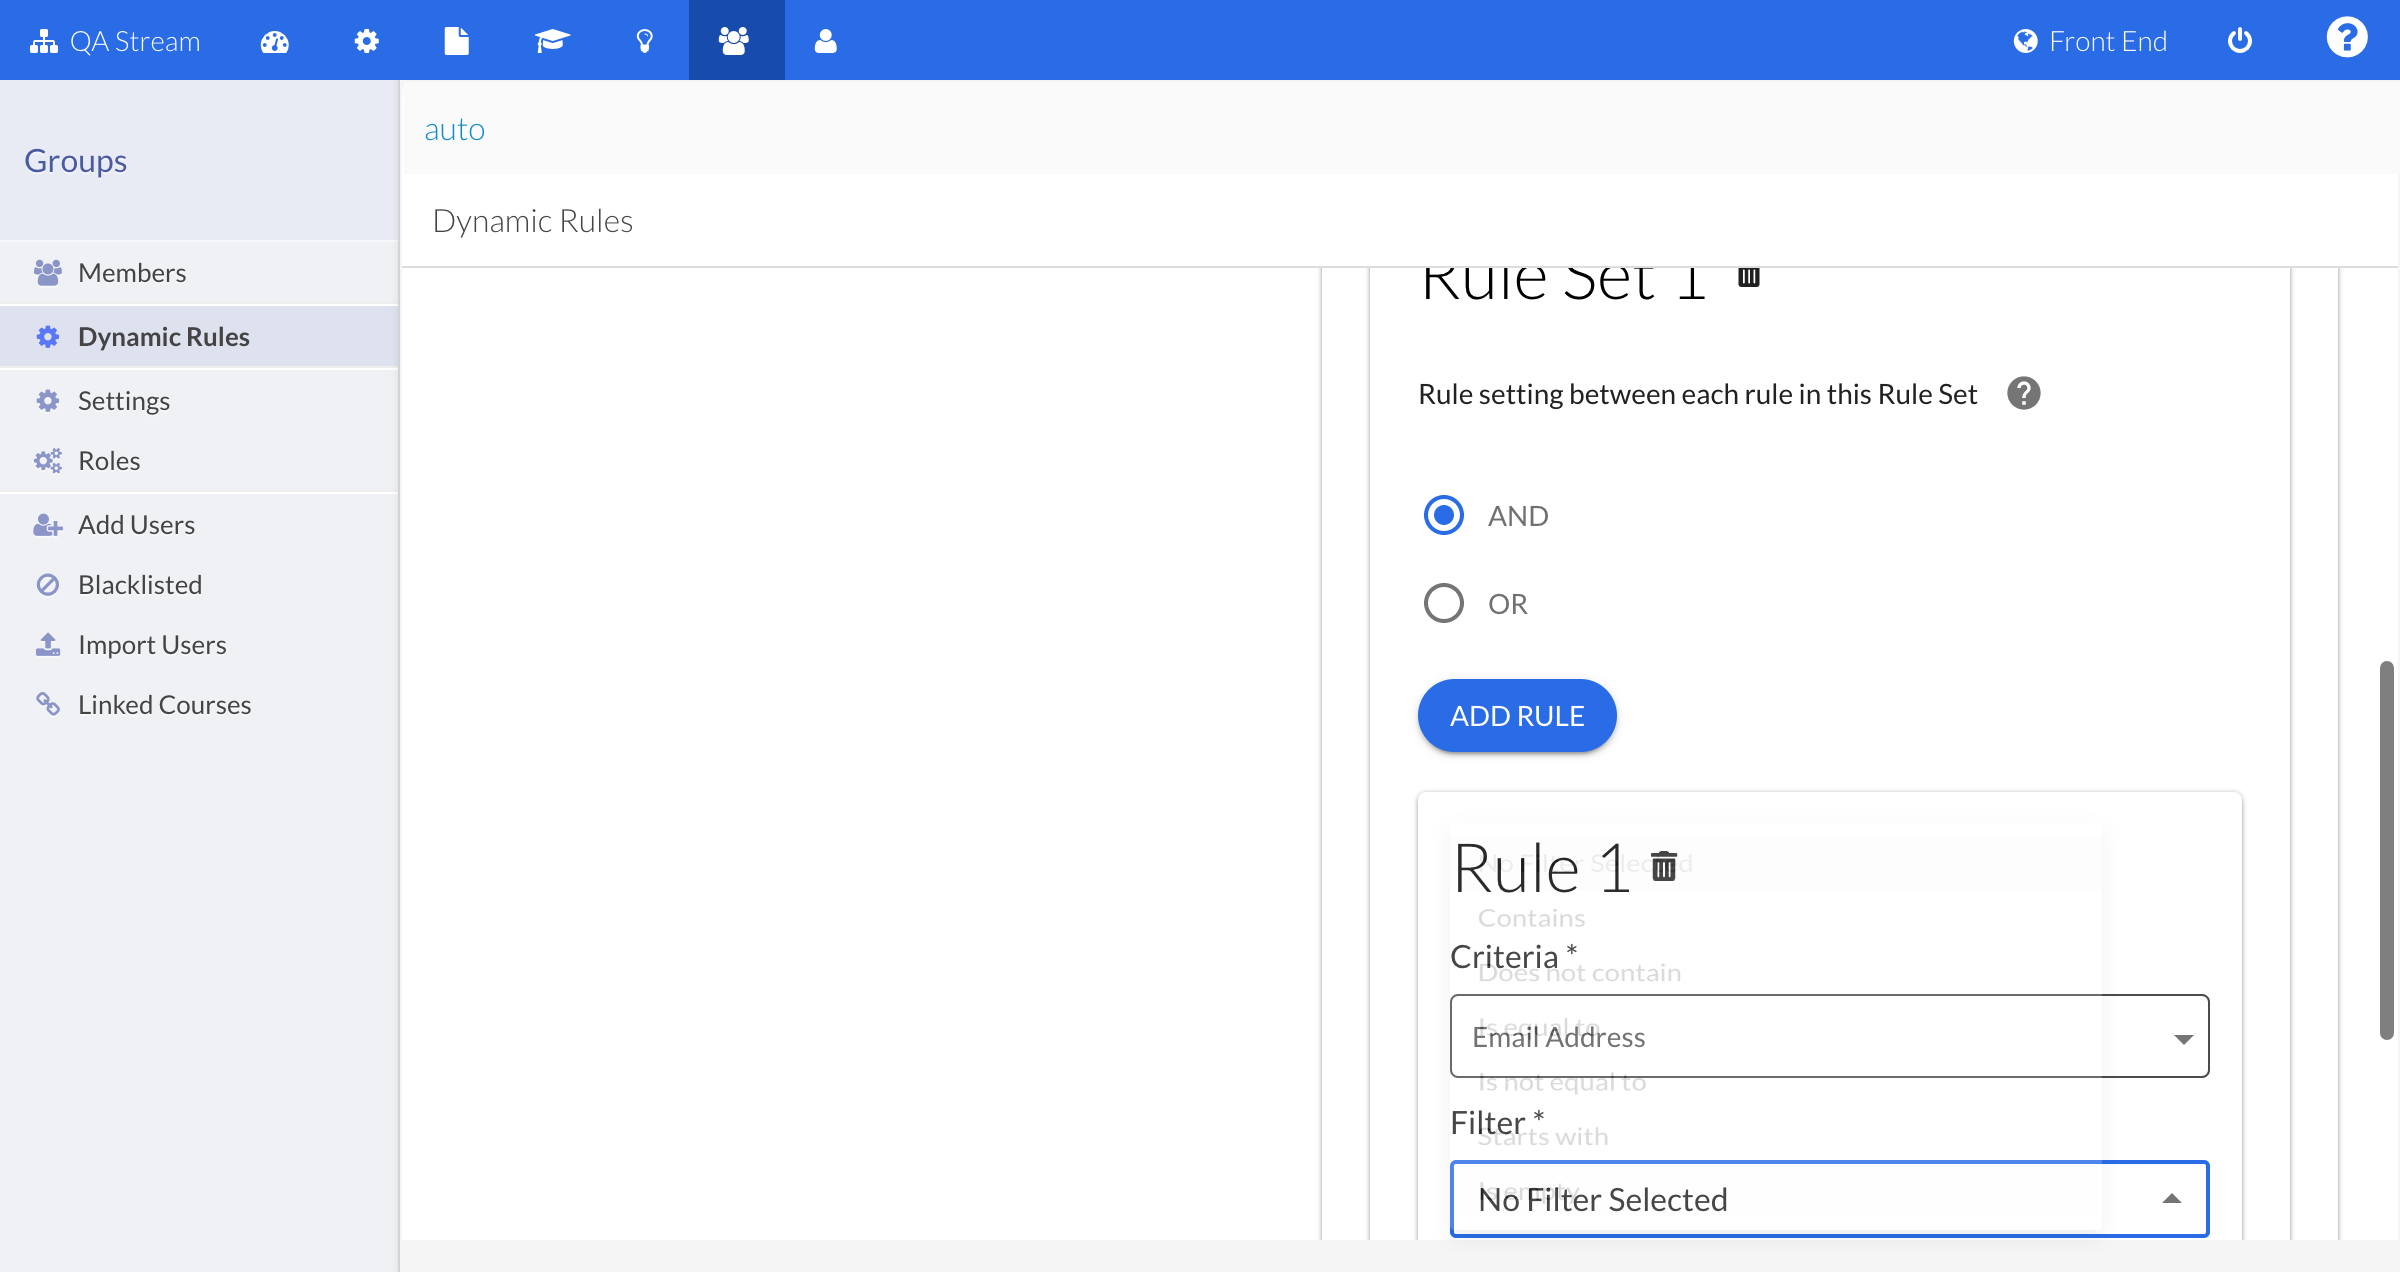 QA Stream
Front End
Groups
Members
Dynamic Rules
Settings
Roles
Add Users
Blacklisted
Import Users
Linked Courses
auto
Dynamic Rules
Rule Set 1
Rule setting between each rule in this Rule Set
AND
OR
ADD RULE
Rule 1
No Filter Selected
Contains
Criteria *
Does not contain
Is equal to
Email Address
Is not equal to
Filter *
Starts with
Is empty
No Filter Selected